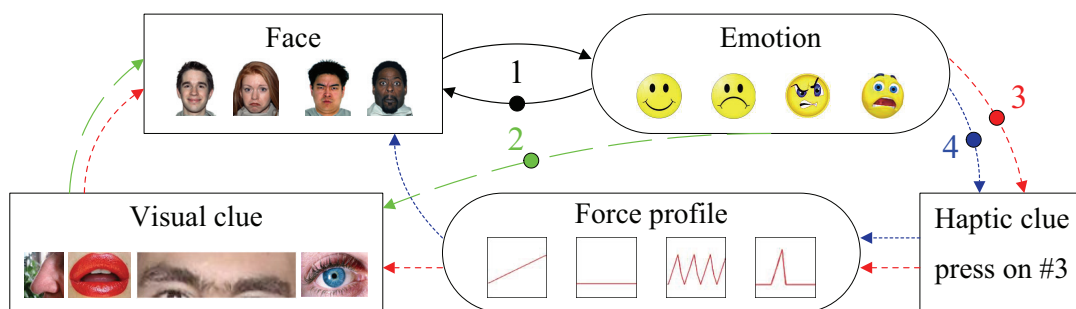 Face
Emotion
1
2
3
4
Visual clue
Force profile
Haptic clue
press on #3